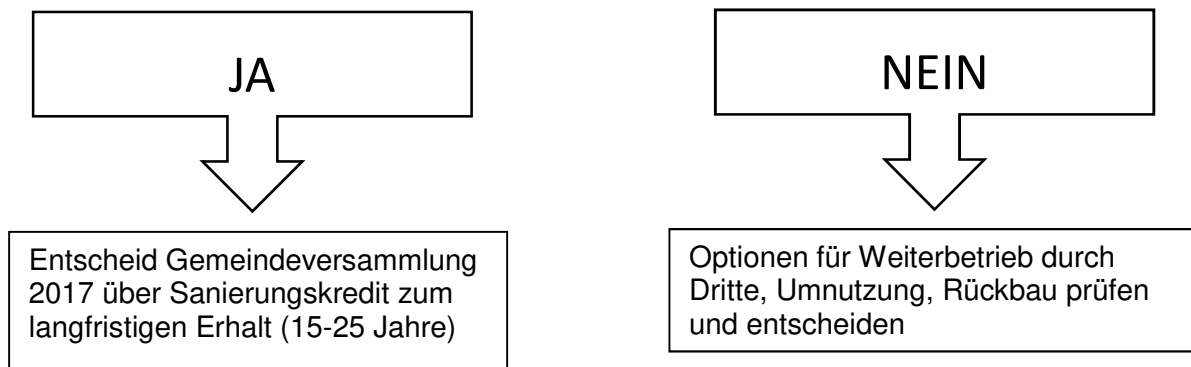 JA
Entscheid Gemeindeversammlung
2017 über Sanierungskredit zum
langfristigen Erhalt (15-25 Jahre)
NEIN
Optionen für Weiterbetrieb durch
Dritte, Umnutzung, Rückbau prüfen
und entscheiden